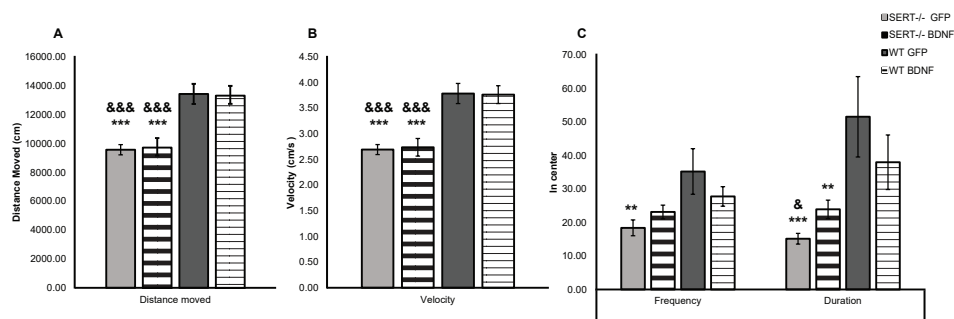 SERT-/- GFP
SERT-/- BDNF
WT GFP
WT BDNF
A
16000.00
14000.00
12000.00
10000.00
8000.00
6000.00
4000.00
2000.00
0.00
Distance Moved (cm)
&&& &&&
*** ***
Distance moved
B
4.50
4.00
3.50
3.00
2.50
2.00
1.50
1.00
0.50
0.00
Velocity (cm/s)
&&& &&&
*** ***
Velocity
C
70.00
60.00
50.00
40.00
30.00
20.00
10.00
0.00
In center
**
&
***
**
Frequency Duration